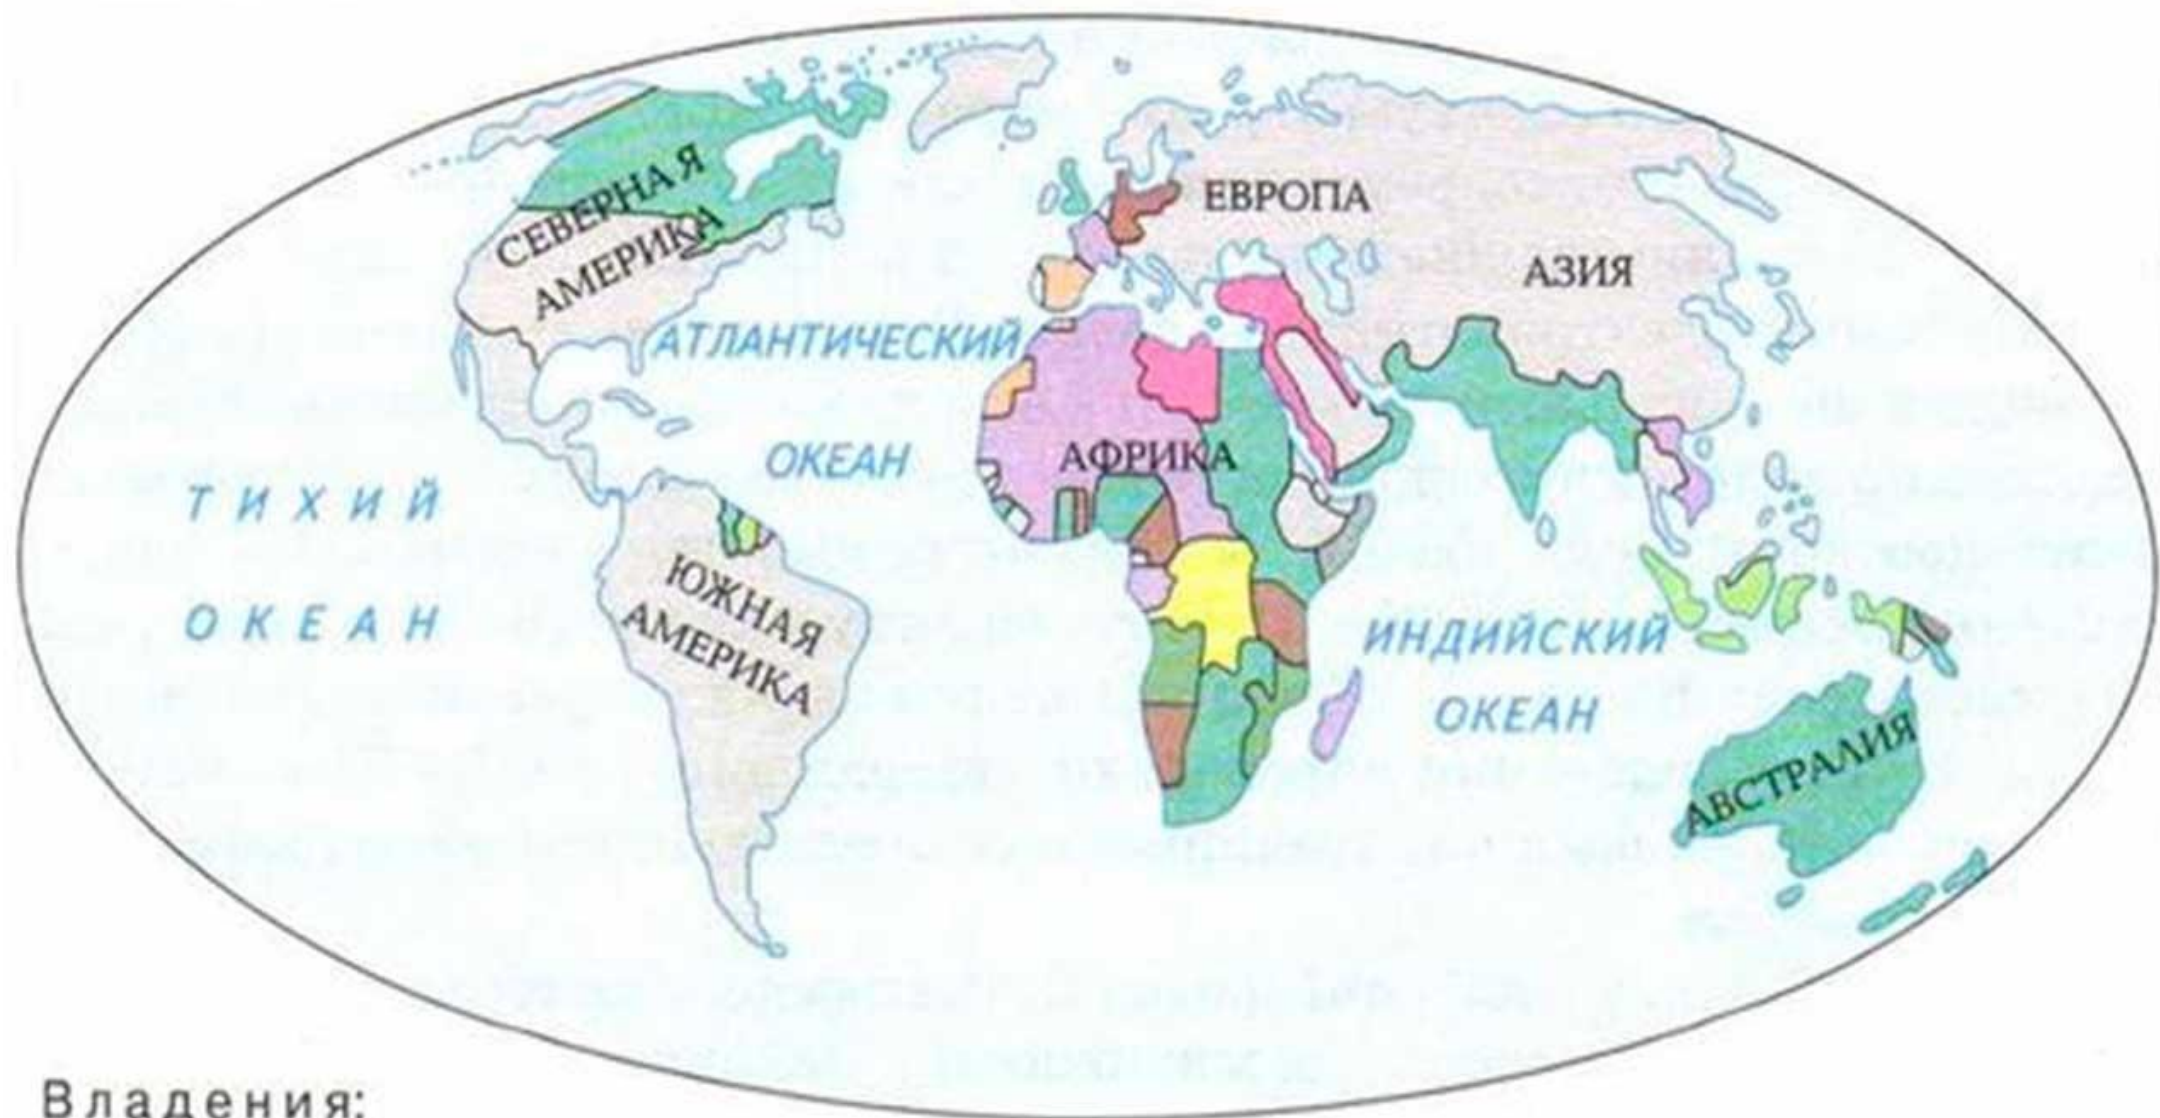 СЕВЕРНАЯ
АМЕРИКА
ЕВРОПА
АЗИЯ
АТЛАНТИЧЕСКИЙ
ОКЕАН
АФРИКА
ТИХИЙ
ОКЕАН
ЮЖНАЯ
АМЕРИКА
ИНДИЙСКИЙ
ОКЕАН
АВСТРАЛИЯ
Владения: